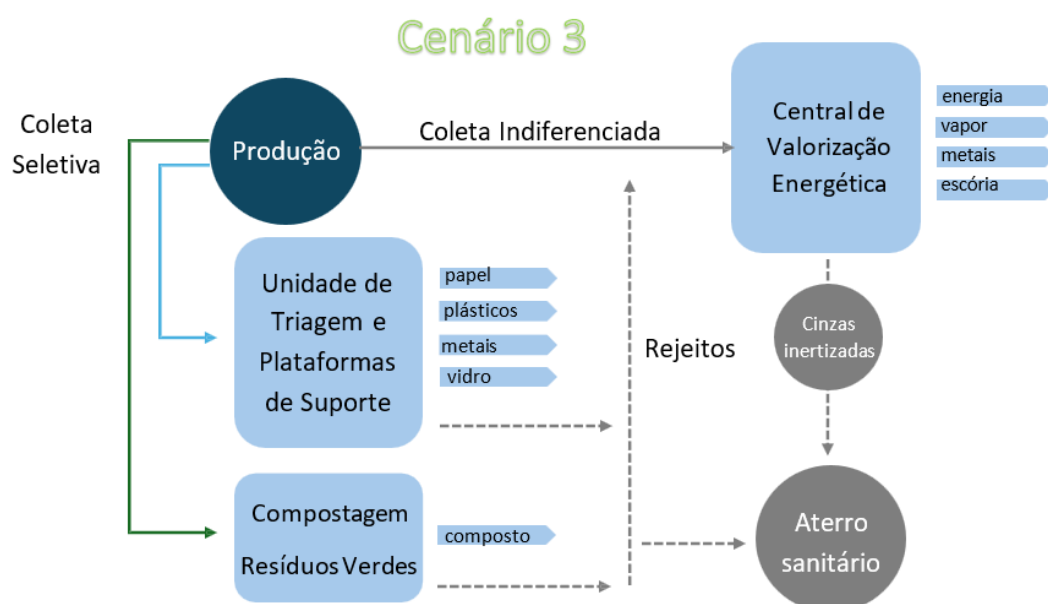 Cenário 3
Coleta
Seletiva
Produção
Coleta Indiferenciada
Central de
Valorização
Energética
energia
vapor
metais
escória
Unidade de
Triagem e
Plataformas
de Suporte
papel
plásticos
metais
vidro
Rejeitos
Cinzas
inertizadas
Compostagem
Resíduos Verdes
composto
Aterro
sanitário